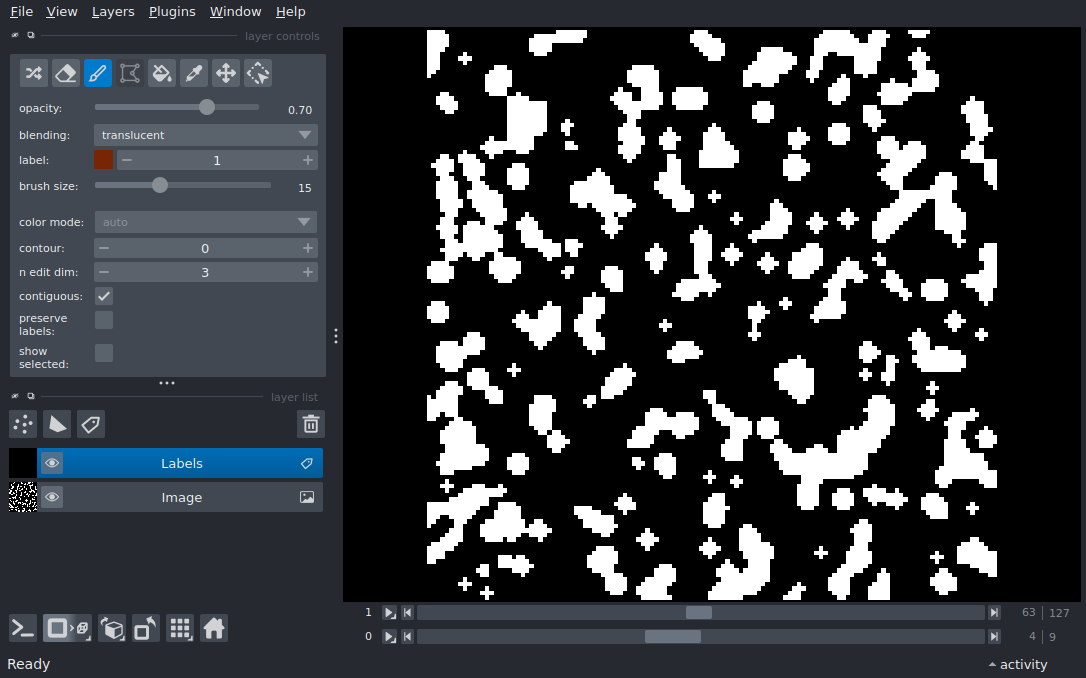 File View Layers Plugins Window Help
layer controls
opacity: 0.70
blending: translucent
label: 1
brush size: 15
color mode: auto
contour: 0
n edit dim: 3
contiguous:
preserve
labels:
show
selected:
layer list
Labels
Image
1 63 127
0 4 9
Ready activity